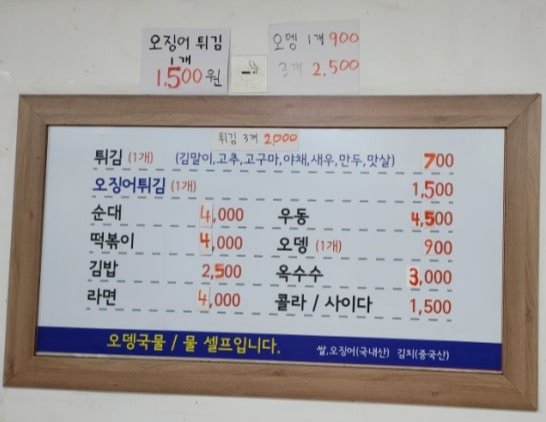 오징어 튀김
1개
1,500원
오뎅 1개 900
3개 2,500
튀김 3개 2,000
튀김 (1개) (김말이,고추,고구마,야채,새우,만두,맛살) 700
오징어튀김 (1개) 1,500
순대 4,000 우동 4,500
떡볶이 4,000 오뎅 (1개) 900
김밥 2,500 옥수수 3,000
라면 4,000 콜라 / 사이다 1,500
오뎅국물 / 물 셀프입니다. 쌀,오징어(국내산) 김치(중국산)